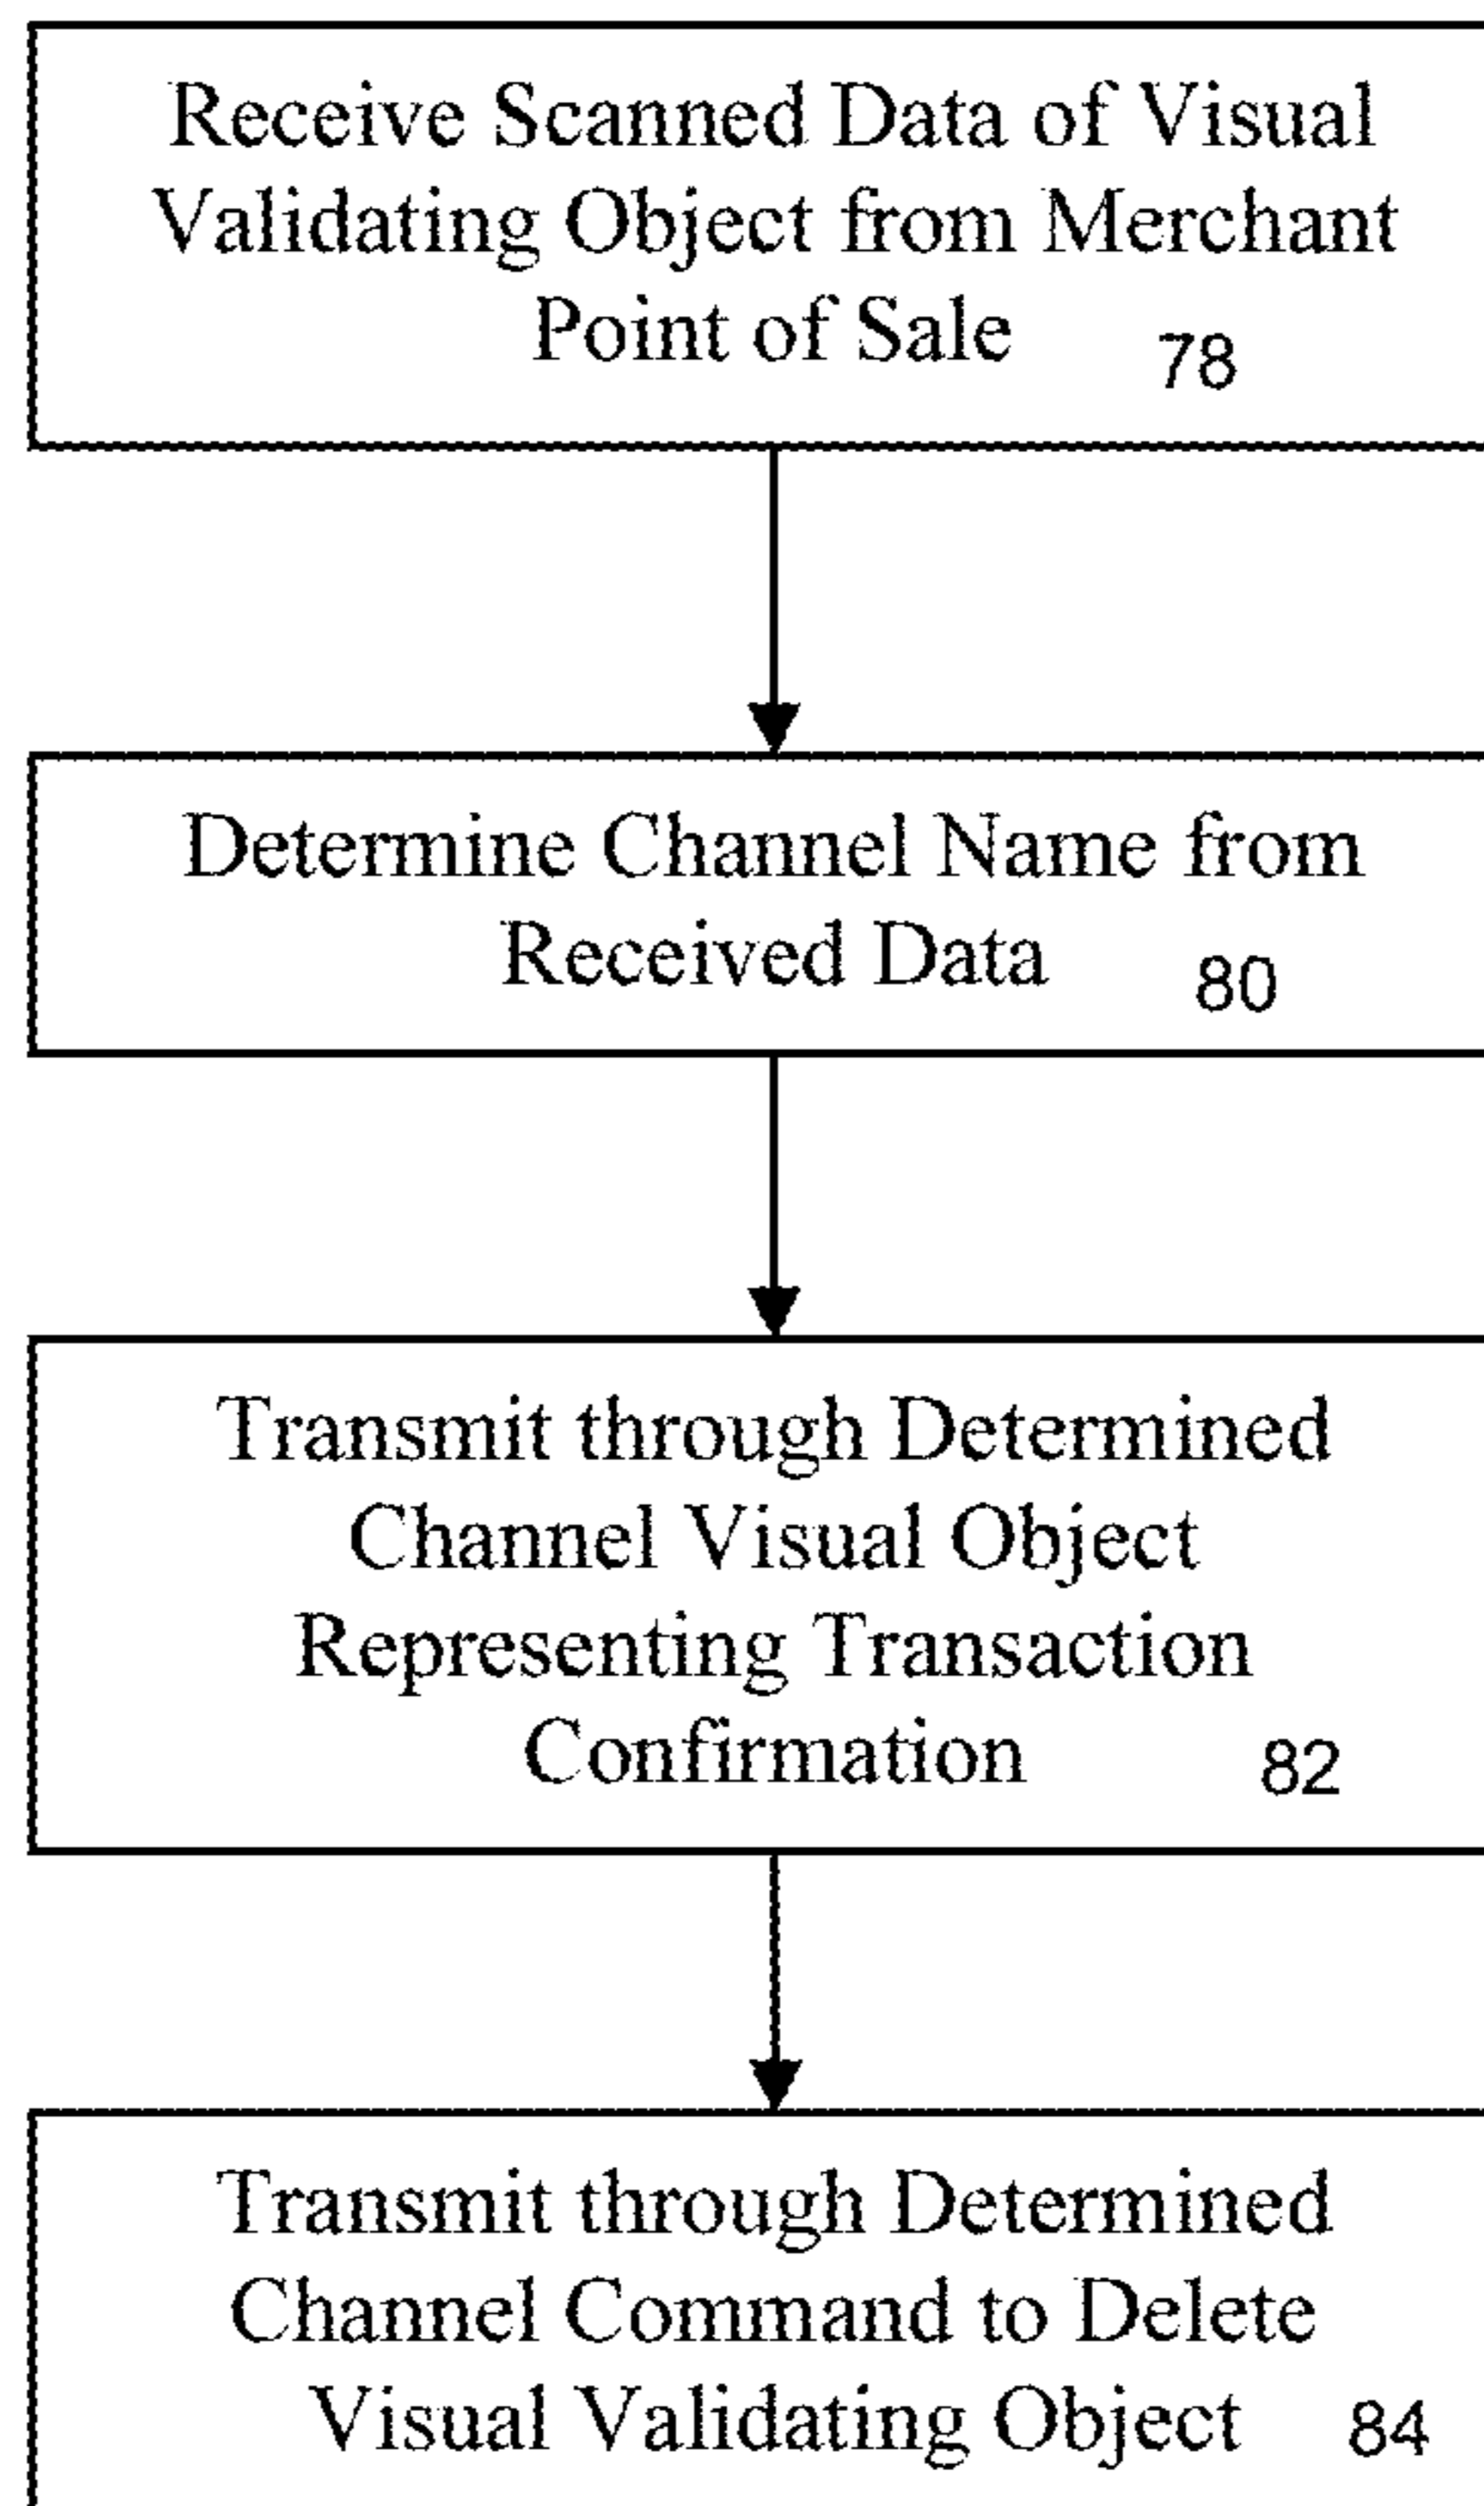 Receive Scanned Data of Visual
Validating Object from Merchant
Point of Sale 78
Determine Channel Name from
Received Data 80
Transmit through Determined
Channel Visual Object
Representing Transaction
Confirmation 82
Transmit through Determined
Channel Command to Delete
Visual Validating Object 84